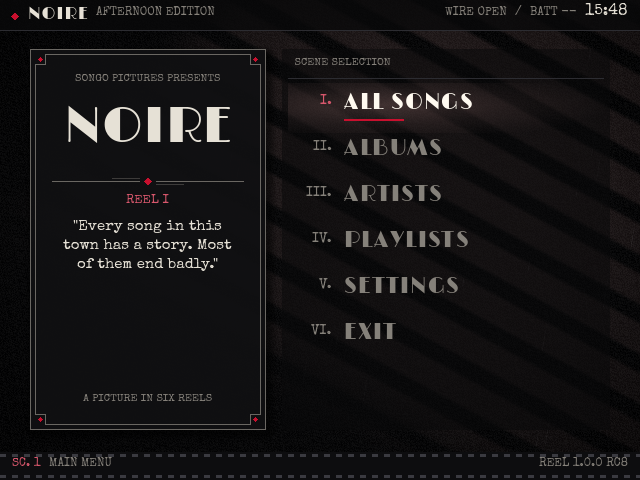 NOIRE AFTERNOON EDITION
WIRE OPEN / BATT -- 15:48
SONGO PICTURES PRESENTS
NOIRE
REEL I
"Every song in this
town has a story. Most
of them end badly."
A PICTURE IN SIX REELS
SCENE SELECTION
I. ALL SONGS
II. ALBUMS
III. ARTISTS
IV. PLAYLISTS
V. SETTINGS
VI. EXIT
SC. 1 MAIN MENU
REEL 1.0.0 RC8